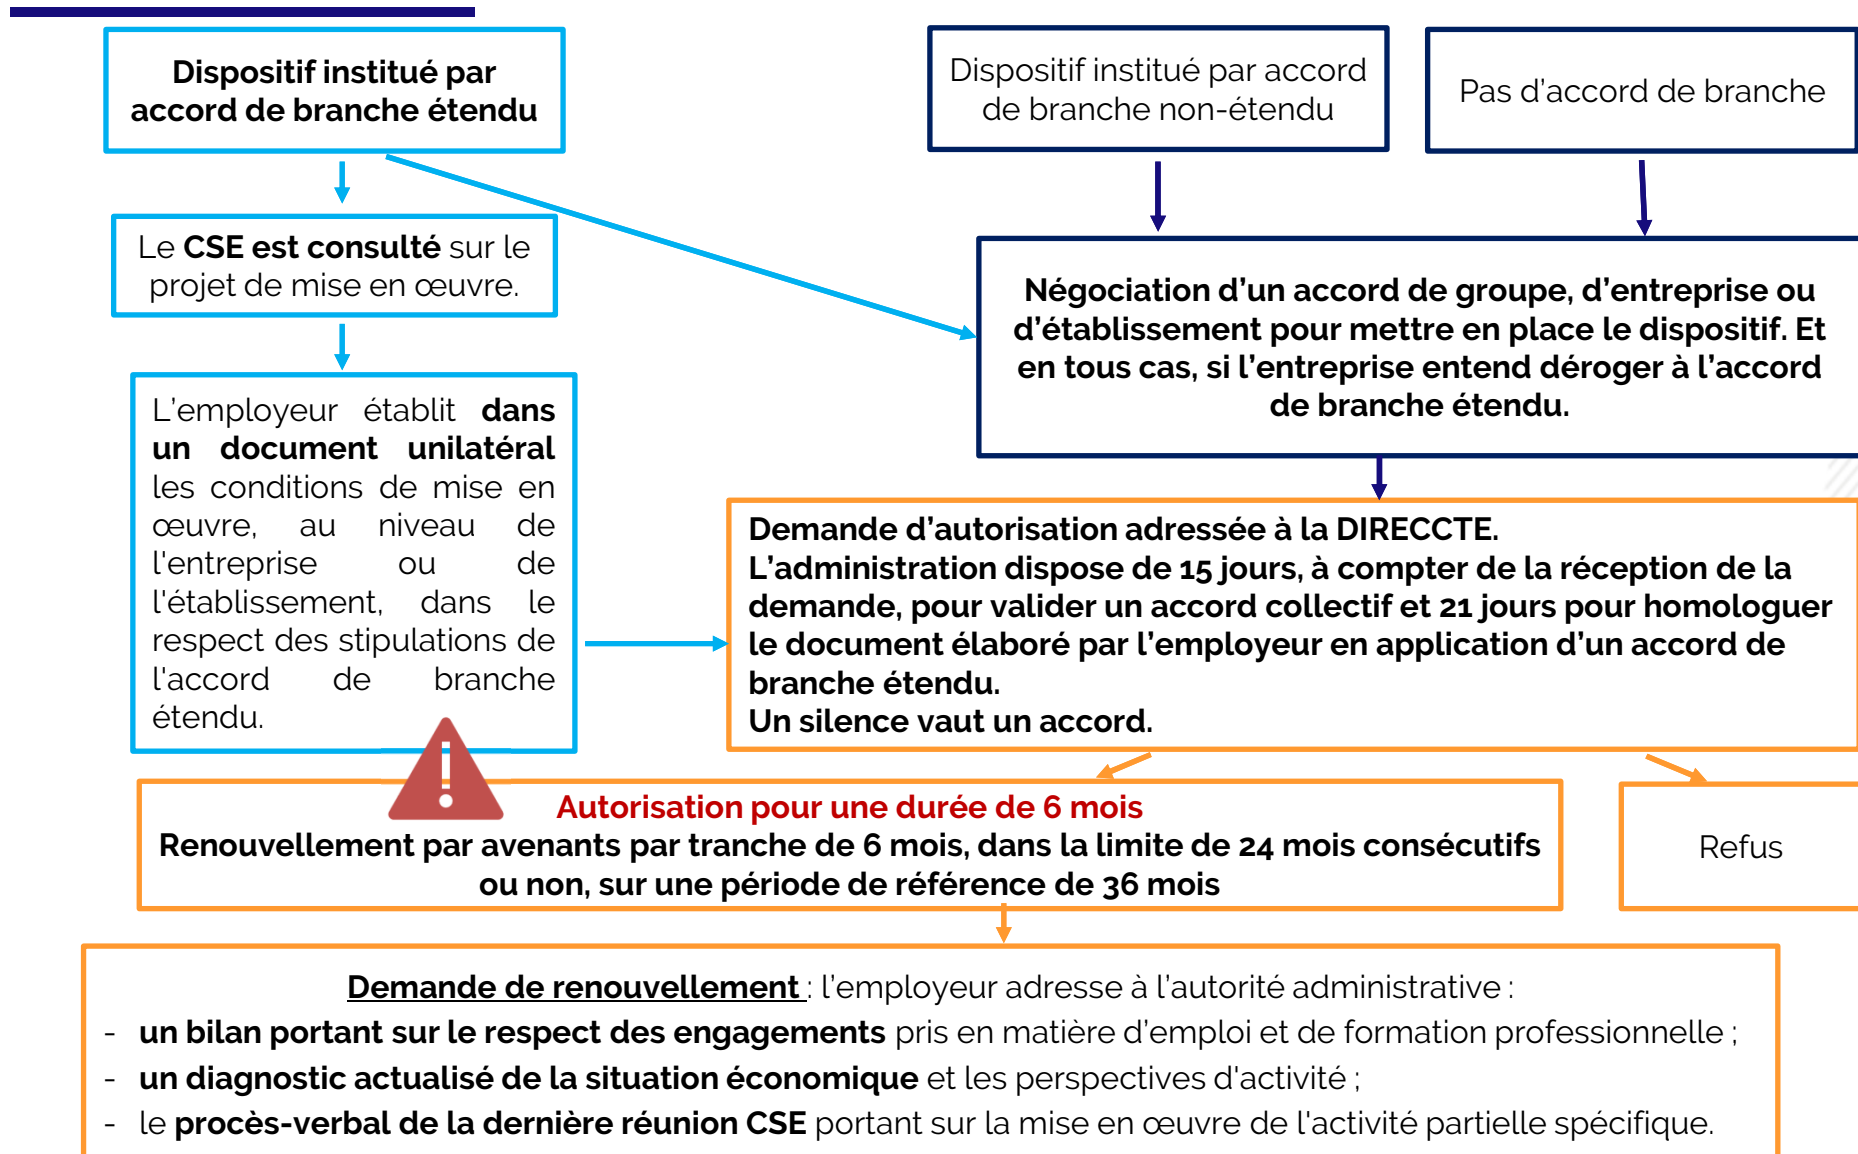 Dispositif institué par
accord de branche étendu
Dispositif institué par accord
de branche non-étendu
Pas d’accord de branche
Le CSE est consulté sur le
projet de mise en œuvre.
Négociation d’un accord de groupe, d’entreprise ou
d’établissement pour mettre en place le dispositif. Et
en tous cas, si l’entreprise entend déroger à l’accord
de branche étendu.
L’employeur établit dans
un document unilatéral
les conditions de mise en
œuvre, au niveau de
l'entreprise ou de
l'établissement, dans le
respect des stipulations de
l'accord de branche
étendu.
Demande d’autorisation adressée à la DIRECCTE.
L’administration dispose de 15 jours, à compter de la réception de la
demande, pour valider un accord collectif et 21 jours pour homologuer
le document élaboré par l’employeur en application d’un accord de
branche étendu.
Un silence vaut un accord.
Autorisation pour une durée de 6 mois
Renouvellement par avenants par tranche de 6 mois, dans la limite de 24 mois consécutifs
ou non, sur une période de référence de 36 mois
Refus
Demande de renouvellement : l’employeur adresse à l’autorité administrative :
- un bilan portant sur le respect des engagements pris en matière d’emploi et de formation professionnelle ;
- un diagnostic actualisé de la situation économique et les perspectives d'activité ;
- le procès-verbal de la dernière réunion CSE portant sur la mise en œuvre de l'activité partielle spécifique.